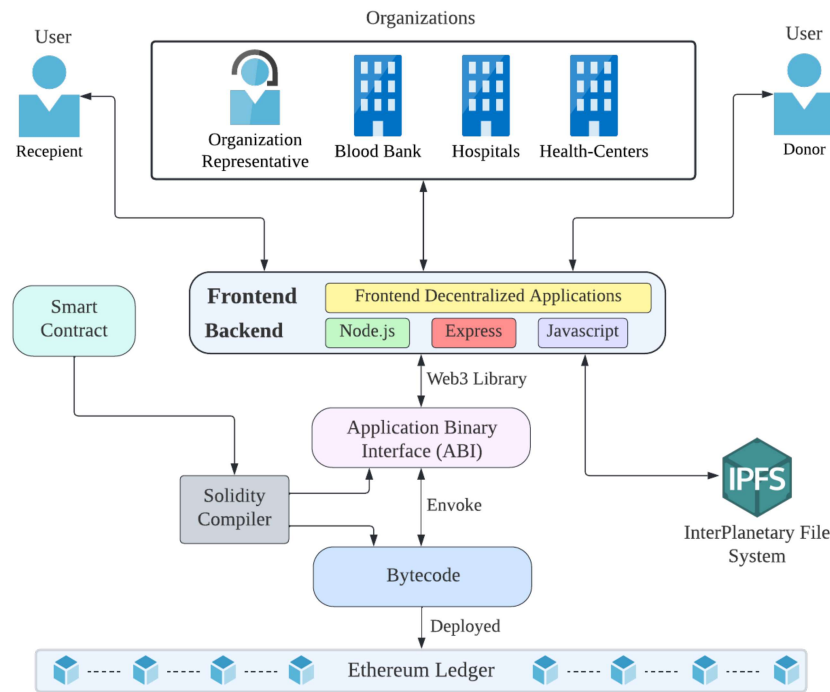 Organizations
User
User
Organization
Representative
Blood Bank
Hospitals
Health-Centers
Recepient
Donor
Frontend
Frontend Decentralized Applications
Backend
Node.js
Express
Javascript
Smart
Contract
Web3 Library
Application Binary
Interface (ABI)
Solidity
Compiler
Envoke
IPFS
InterPlanetary File
System
Bytecode
Deployed
Ethereum Ledger